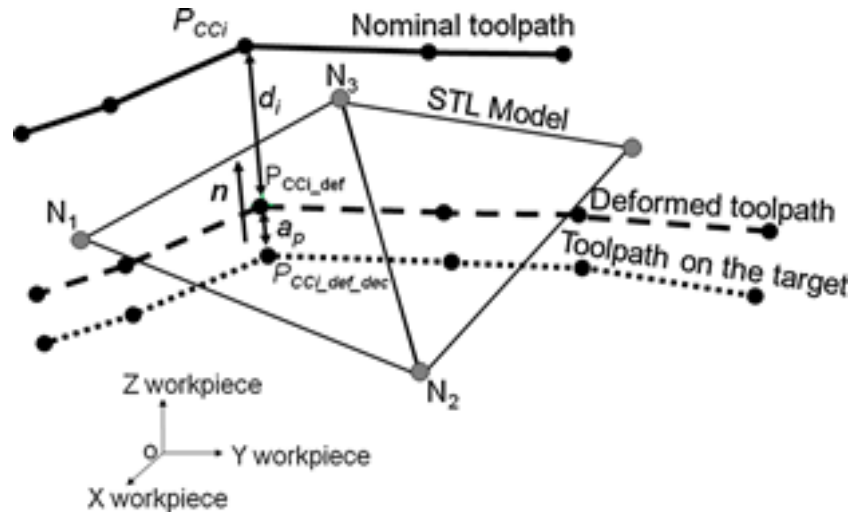 P_CCi
Nominal toolpath
d_i
N_3
STL Model
n
P_CCi_def
N_1
a_p
Deformed toolpath
P_CCi_def_dec
Toolpath on the target
N_2
Z workpiece
O
Y workpiece
X workpiece